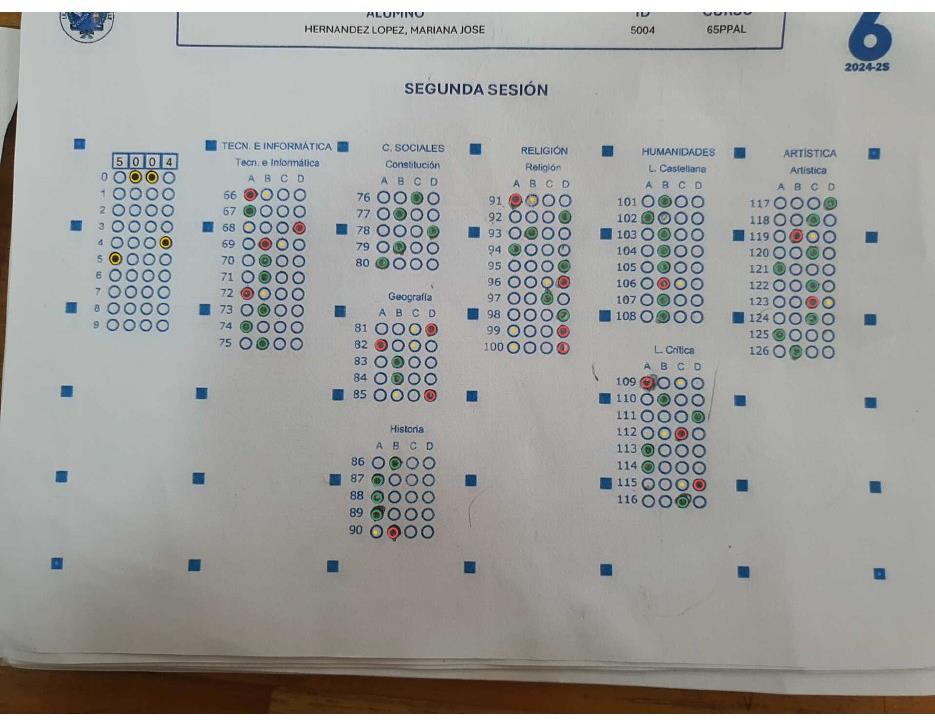 ALUMNO ID CURSO
HERNANDEZ LOPEZ, MARIANA JOSE 5004 65PPAL
6
2024-2S
SEGUNDA SESIÓN
5 0 0 4
0
1
2
3
4
5
6
7
8
9
TECN. E INFORMÁTICA
Tecn. e Informática
A B C D
66
67
68
69
70
71
72
73
74
75
C. SOCIALES
Constitución
A B C D
76
77
78
79
80
Geografía
A B C D
81
82
83
84
85
Historia
A B C D
86
87
88
89
90
RELIGIÓN
Religión
A B C D
91
92
93
94
95
96
97
98
99
100
HUMANIDADES
L. Castellana
A B C D
101
102
103
104
105
106
107
108
L. Crítica
A B C D
109
110
111
112
113
114
115
116
ARTÍSTICA
Artística
A B C D
117
118
119
120
121
122
123
124
125
126